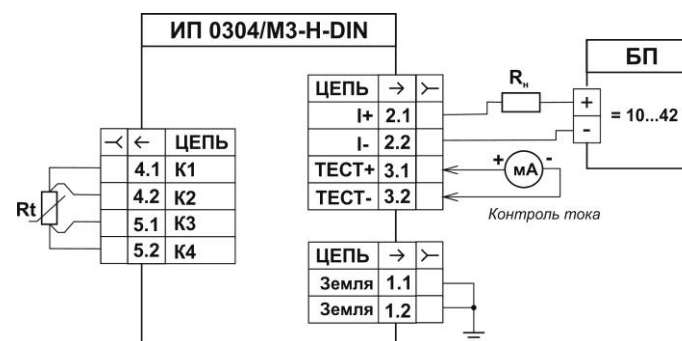 ИП 0304/М3-Н-DIN
БП
ЦЕПЬ
Rн
I+ 2.1
+
= 10...42
I- 2.2
-
ЦЕПЬ
ТЕСТ+ 3.1
+ мА -
4.1 К1
ТЕСТ- 3.2
4.2 К2
Контроль тока
Rt
5.1 К3
5.2 К4
ЦЕПЬ
Земля 1.1
Земля 1.2